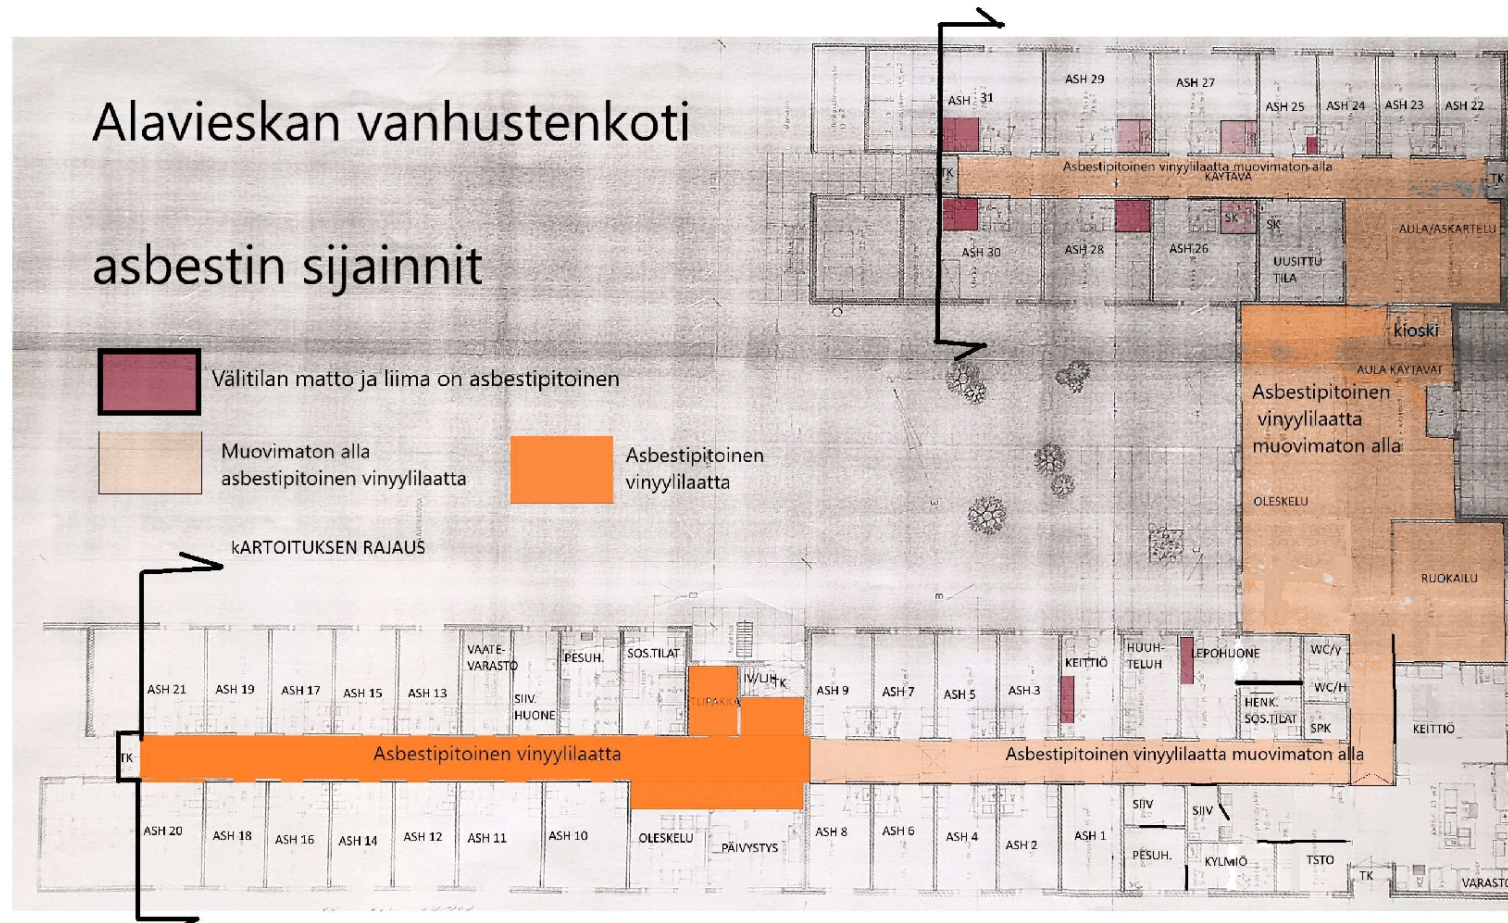 Alavieskan vanhustenkoti
asbestin sijainnit
Välitilan matto ja liima on asbestipitoinen
Muovimaton alla
asbestipitoinen vinyylilaatta
Asbestipitoinen
vinyylilaatta
kARTOITUKSEN RAJAUS
ASH 31
ASH 29
ASH 27
ASH 25
ASH 24
ASH 23
ASH 22
TK
Asbestipitoinen vinyylilaatta muovimaton alla
KÄYTÄVÄ
TK
ASH 30
ASH 28
ASH 26
SK
SK
UUSITTU
TILA
AULA/ASKARTELU
kioski
AULA KÄYTÄVÄT
Asbestipitoinen
vinyylilaatta
muovimaton alla
OLESKELU
RUOKAILU
ASH 21
ASH 19
ASH 17
ASH 15
ASH 13
VAATE-
VARASTO
SIIV.
HUONE
PESUH.
SOS.TILAT
TUPAKKA
IV/LJH
TK
ASH 9
ASH 7
ASH 5
ASH 3
KEITTIÖ
HUUH-
TELUH
LEPOHUONE
HENK.
SOS.TILAT
WC/v
WC/H
SPK
KEITTIÖ
TK
Asbestipitoinen vinyylilaatta
Asbestipitoinen vinyylilaatta muovimaton alla
ASH 20
ASH 18
ASH 16
ASH 14
ASH 12
ASH 11
ASH 10
OLESKELU
PÄIVYSTYS
ASH 8
ASH 6
ASH 4
ASH 2
ASH 1
SIIV
PESUH.
SIIV
KYLMIÖ
TSTO
TK
VARASTO